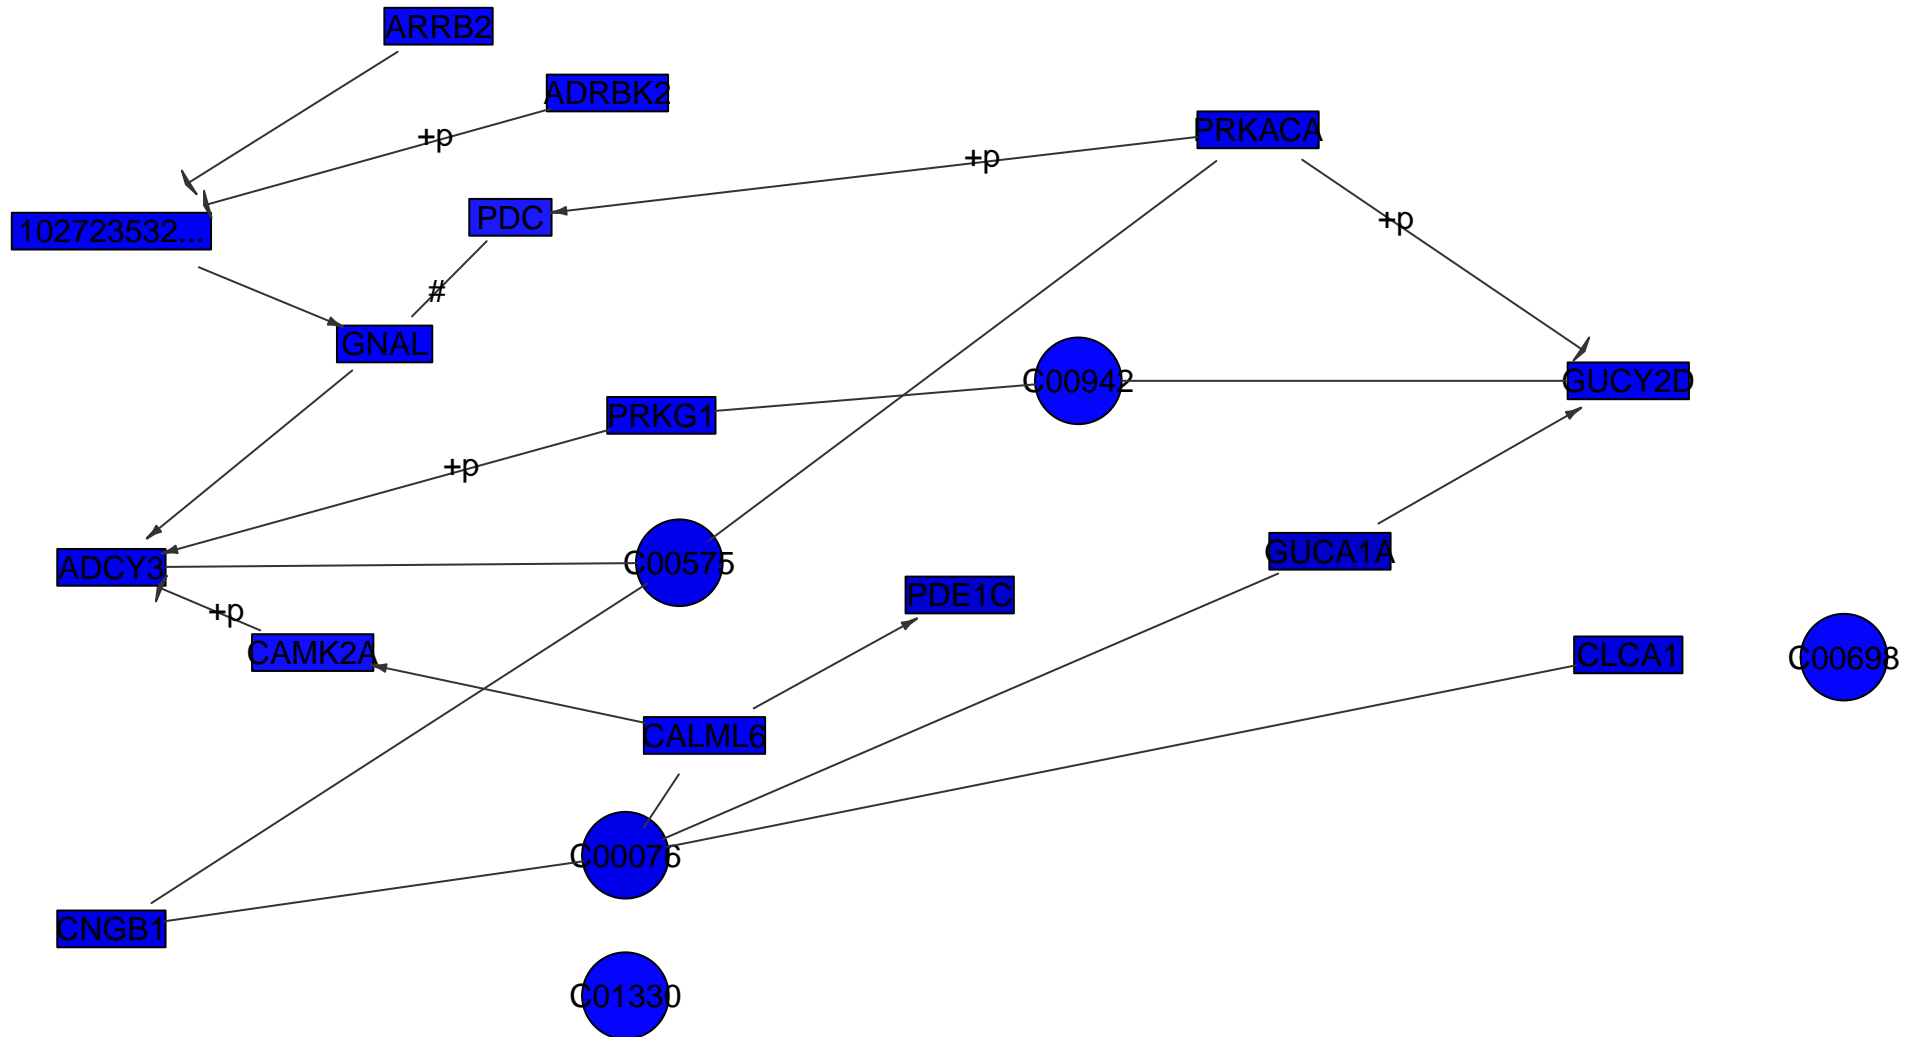 ARRB2
ADRBK2
PRKACA
+p
+p
PDC
+p
102723532...
#
GNAL
C00942
GUCY2D
PRKG1
+p
GUCA1A
C00575
ADCY3
PDE1C
+p
CAMK2A
CLCA1
C00698
CALML6
C00076
CNGB1
C01330